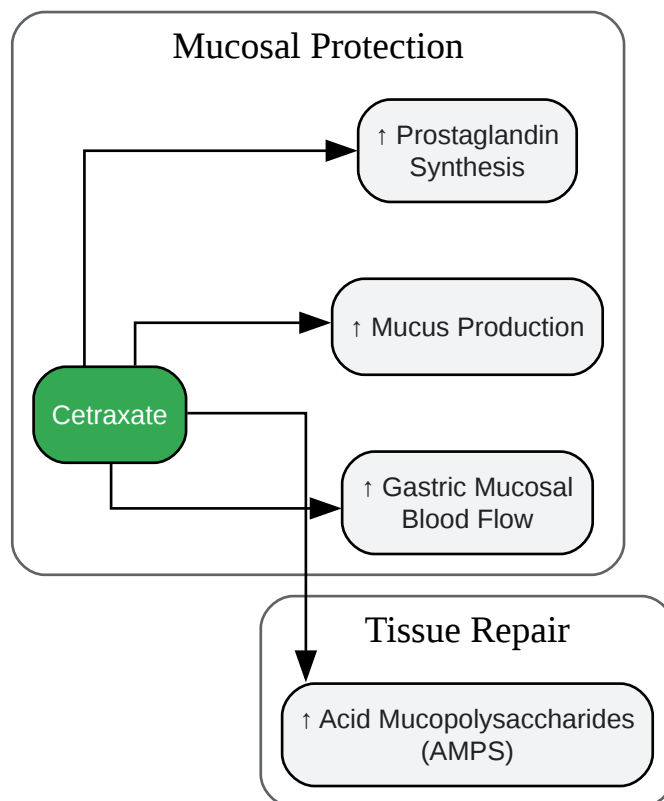 Mucosal Protection
↑ Prostaglandin
Synthesis
↑ Mucus Production
Cetraxate
↑ Gastric Mucosal
Blood Flow
Tissue Repair
↑ Acid Mucopolysaccharides
(AMPS)